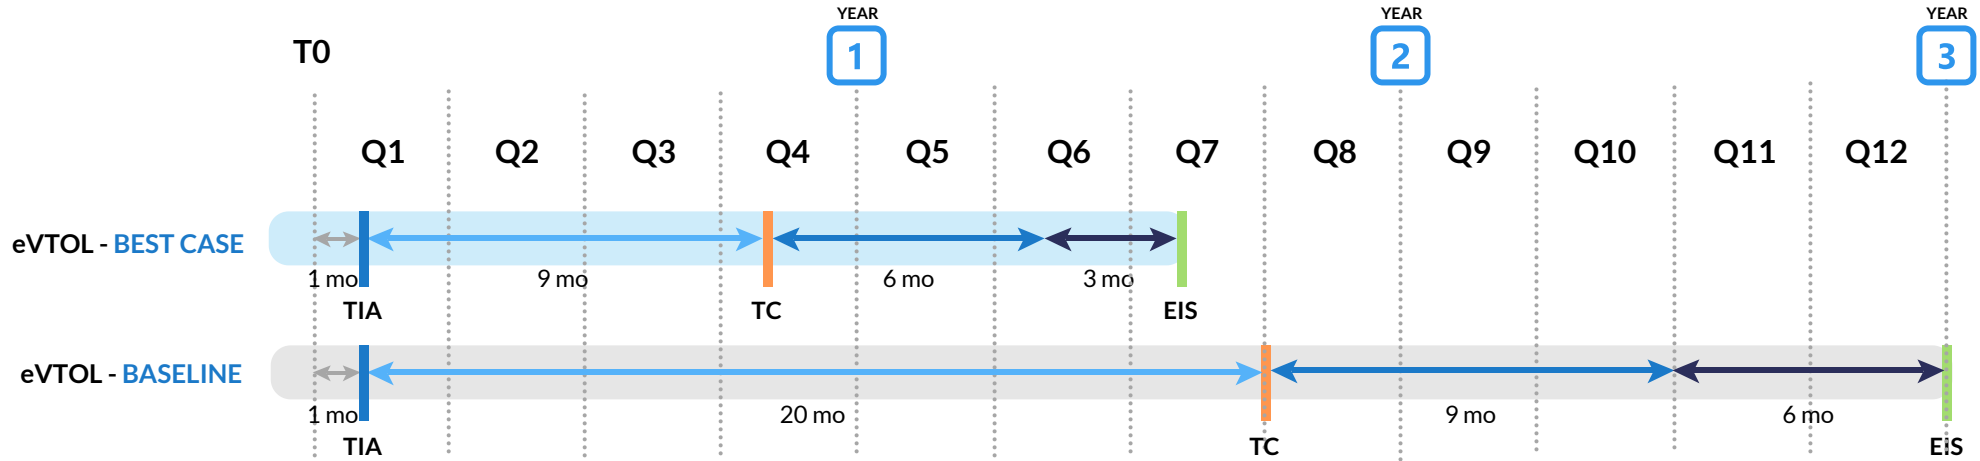 YEAR YEAR YEAR
T0 1 2 3
Q1 Q2 Q3 Q4 Q5 Q6 Q7 Q8 Q9 Q10 Q11 Q12
eVTOL - BEST CASE
1 mo 9 mo 6 mo 3 mo
TIA TC EIS
eVTOL - BASELINE
1 mo 20 mo 9 mo 6 mo
TIA TC EIS